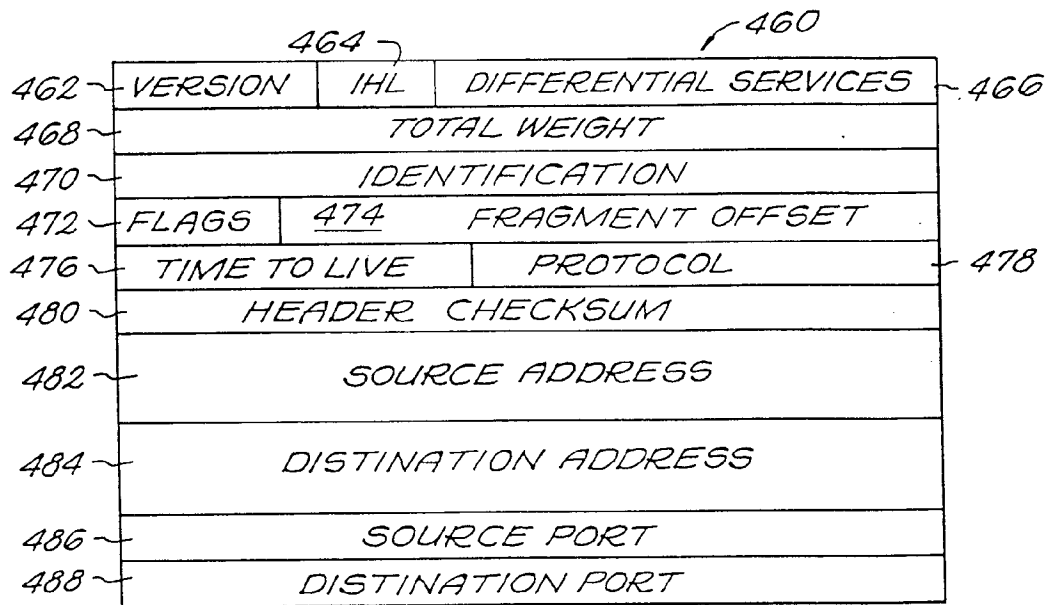 464 460
462 VERSION IHL DIFFERENTIAL SERVICES 466
468 TOTAL WEIGHT
470 IDENTIFICATION
472 FLAGS 474 FRAGMENT OFFSET
476 TIME TO LIVE PROTOCOL 478
480 HEADER CHECKSUM
482 SOURCE ADDRESS
484 DISTINATION ADDRESS
486 SOURCE PORT
488 DISTINATION PORT